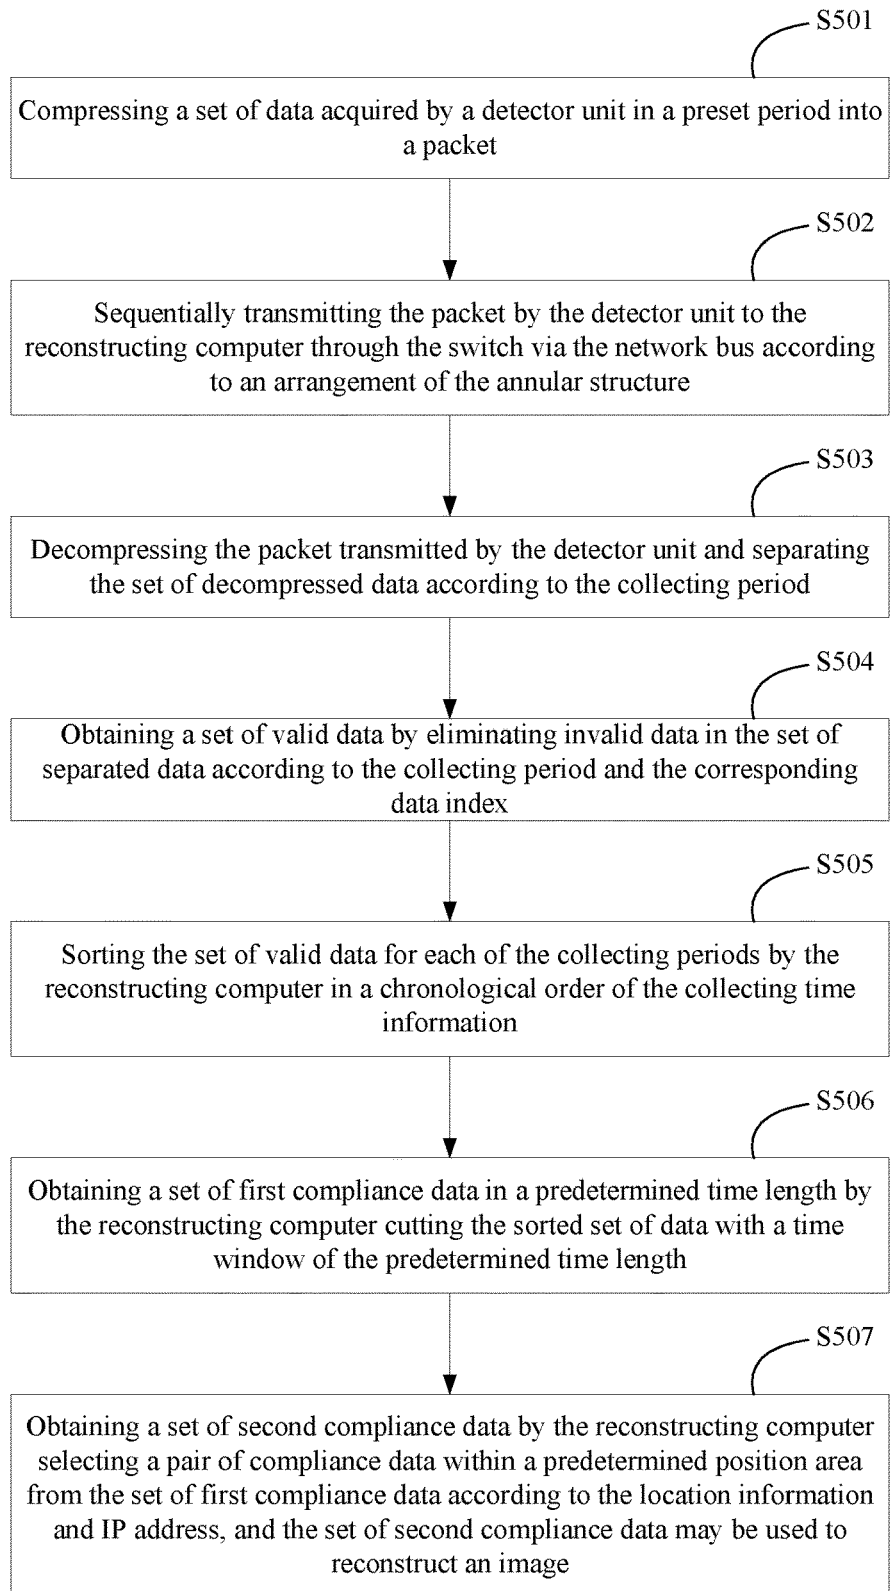 S501
Compressing a set of data acquired by a detector unit in a preset period into
a packet
S502
Sequentially transmitting the packet by the detector unit to the
reconstructing computer through the switch via the network bus according
to an arrangement of the annular structure
S503
Decompressing the packet transmitted by the detector unit and separating
the set of decompressed data according to the collecting period
S504
Obtaining a set of valid data by eliminating invalid data in the set of
separated data according to the collecting period and the corresponding
data index
S505
Sorting the set of valid data for each of the collecting periods by the
reconstructing computer in a chronological order of the collecting time
information
S506
Obtaining a set of first compliance data in a predetermined time length by
the reconstructing computer cutting the sorted set of data with a time
window of the predetermined time length
S507
Obtaining a set of second compliance data by the reconstructing computer
selecting a pair of compliance data within a predetermined position area
from the set of first compliance data according to the location information
and IP address, and the set of second compliance data may be used to
reconstruct an image